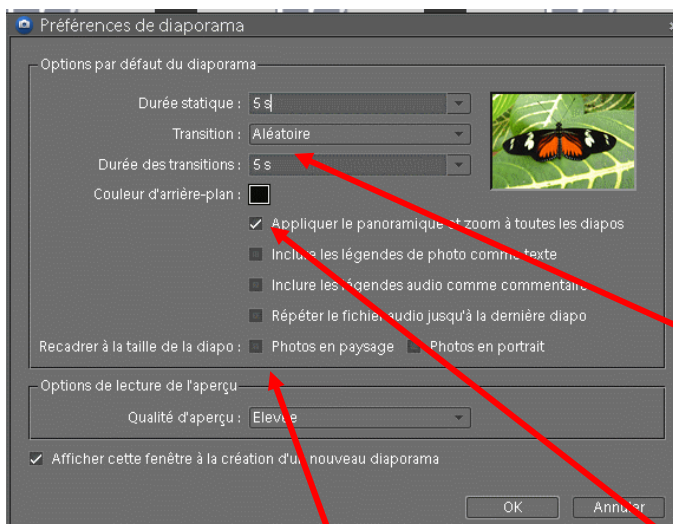 Préférences de diaporama
Options par défaut du diaporama
Durée statique : 5 s
Transition : Aléatoire
Durée des transitions : 5 s
Couleur d'arrière-plan :
Appliquer le panoramique et zoom à toutes les diapos
Inclure les légendes de photo comme texte
Inclure les légendes audio comme commentaire
Répéter le fichier audio jusqu'à la dernière diapo
Recadrer à la taille de la diapo : Photos en paysage Photos en portrait
Options de lecture de l'aperçu
Qualité d'aperçu : Elevée
Afficher cette fenêtre à la création d'un nouveau diaporama
OK Annuler